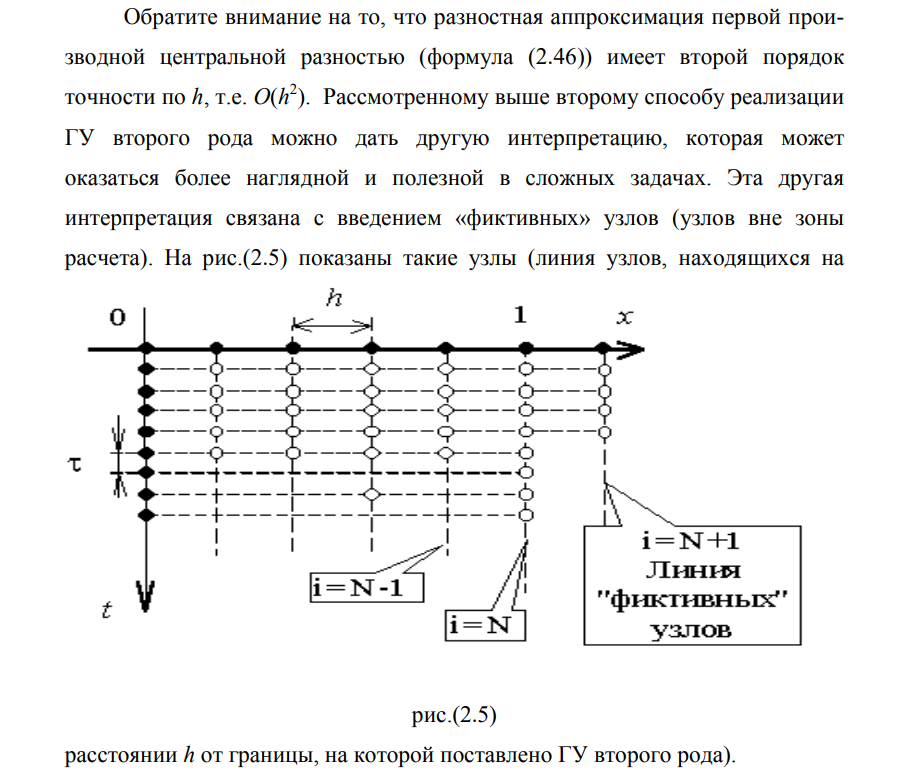 Обратите внимание на то, что разностная аппроксимация первой произ-
водной центральной разностью (формула (2.46)) имеет второй порядок
точности по h, т.е. O(h²). Рассмотренному выше второму способу реализации
ГУ второго рода можно дать другую интерпретацию, которая может
оказаться более наглядной и полезной в сложных задачах. Эта другая
интерпретация связана с введением «фиктивных» узлов (узлов вне зоны
расчета). На рис.(2.5) показаны такие узлы (линия узлов, находящихся на
h
0
1
x
τ
i=N+1
Линия
"фиктивных"
узлов
i=N-1
t
i=N
рис.(2.5)
расстоянии h от границы, на которой поставлено ГУ второго рода).